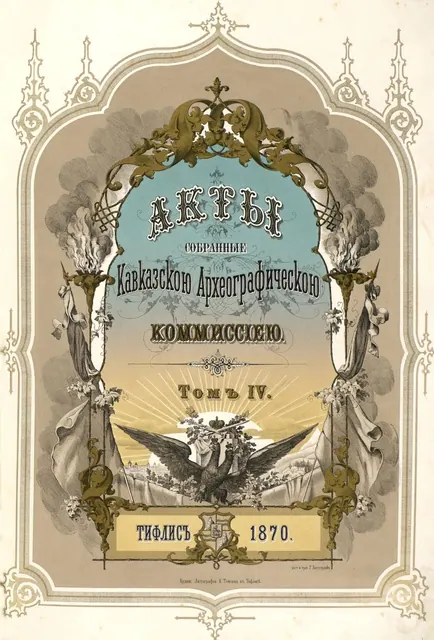 АКТЫ
СОБРАННЫЕ
Кавказскою Археографическою
КОММИССІЕЮ.
Томъ IV.
ТИФЛИСЪ 1870.